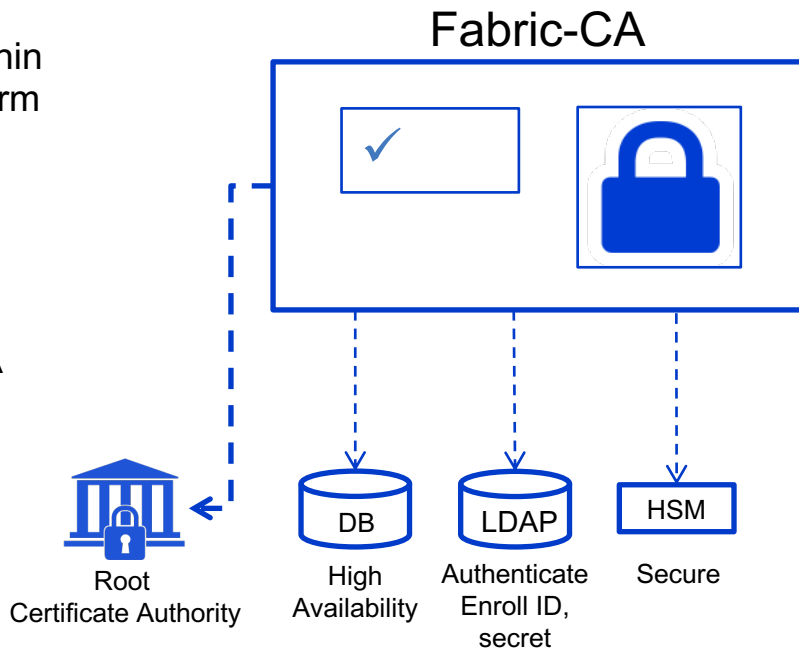 Fabric-CA
DB
LDAP
HSM
Root
Certificate Authority
High
Availability
Authenticate
Enroll ID,
secret
Secure